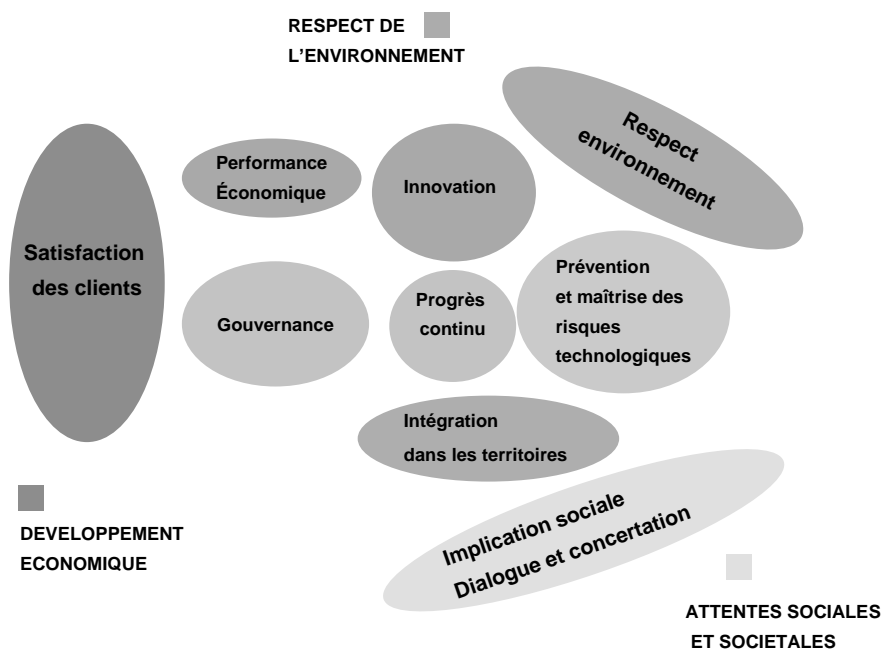 RESPECT DE
L'ENVIRONNEMENT
Respect
environnement
Performance
Économique
Innovation
Satisfaction
des clients
Prévention
et maîtrise des
risques
technologiques
Gouvernance
Progrès
continu
Intégration
dans les territoires
Implication sociale
Dialogue et concertation
DEVELOPPEMENT
ECONOMIQUE
ATTENTES SOCIALES
ET SOCIETALES